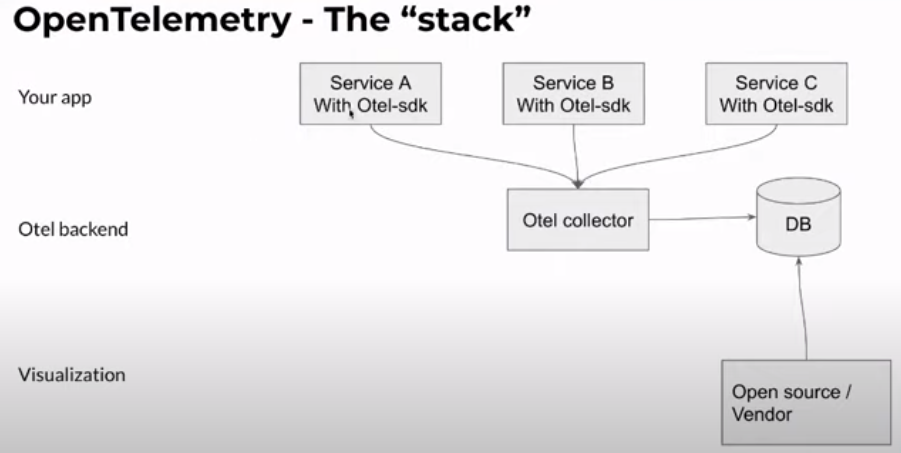 OpenTelemetry - The “stack”
Your app
Service A
With Otel-sdk
Service B
With Otel-sdk
Service C
With Otel-sdk
Otel backend
Otel collector
DB
Visualization
Open source /
Vendor